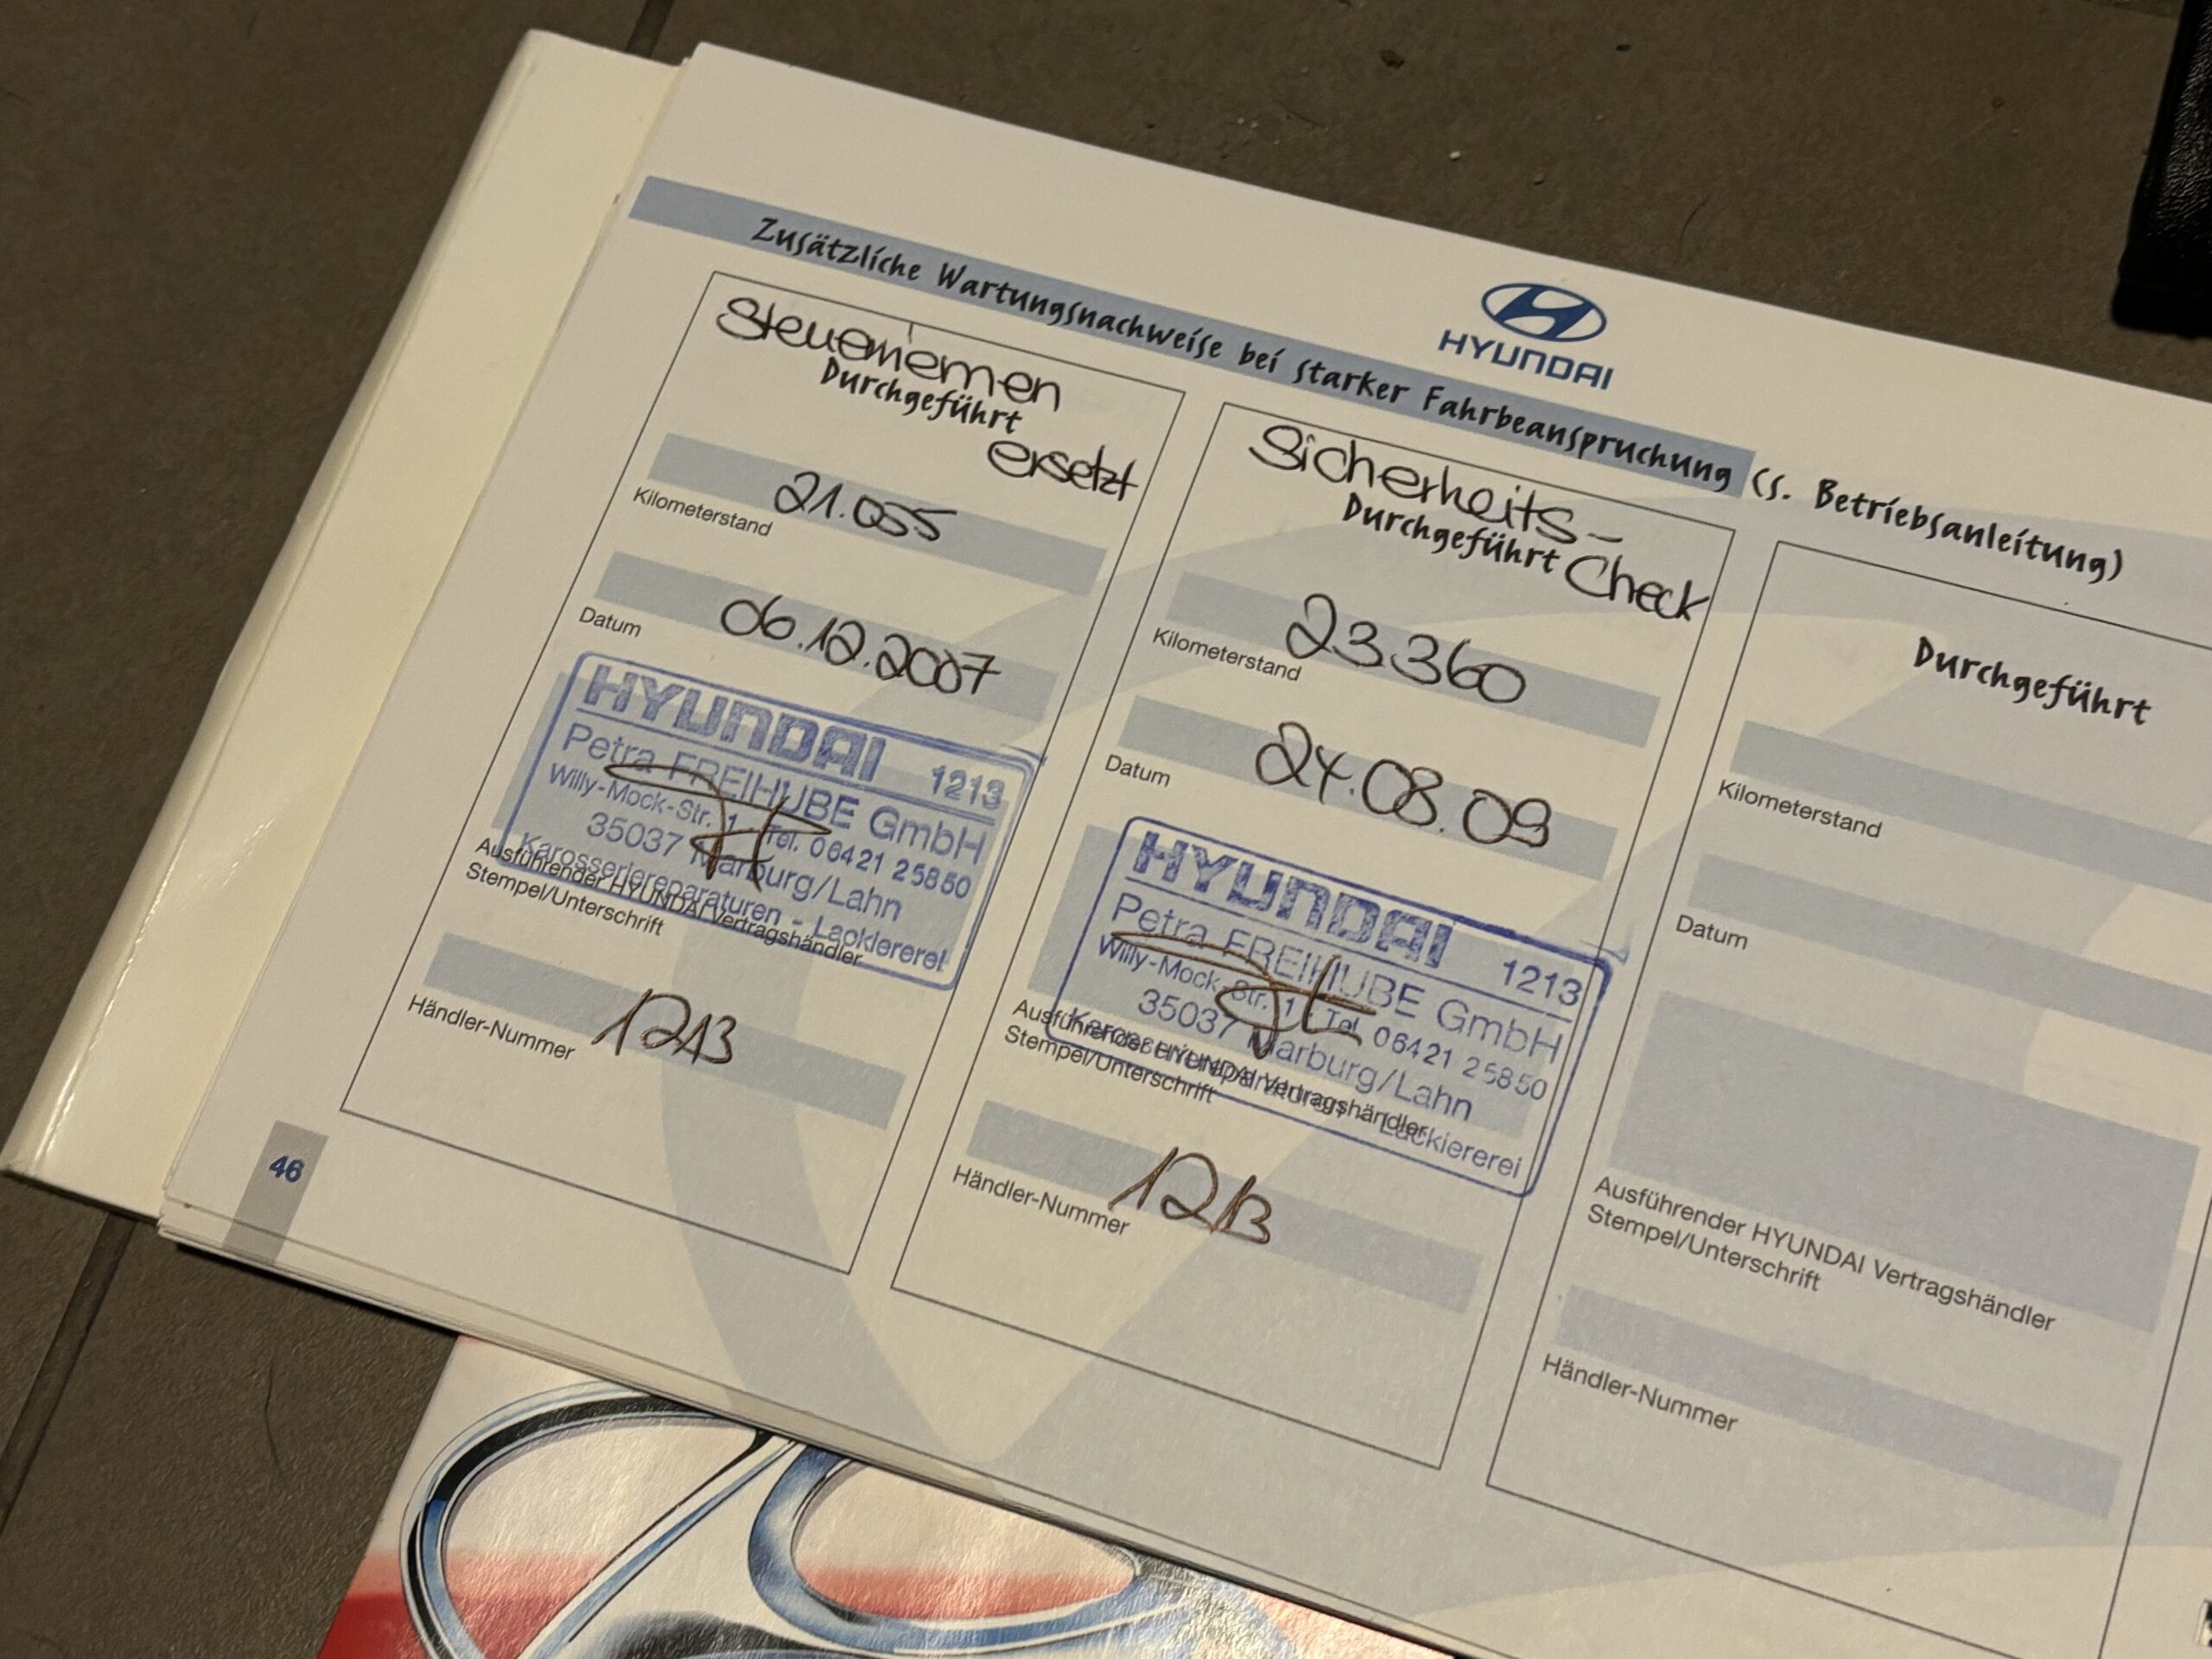 Zusätzliche Wartungsnachweise bei starker Fahrbeanspruchung (s. Betriebsanleitung)
HYUNDAI
Steuerriemen
Durchgeführt
ersetzt
21.055
Kilometerstand
06.12.2007
Datum
HYUNDAI 1213
Petra FREIHUBE GmbH
Willy-Mock-Str. 1 · Tel. 06421 25850
35037 Marburg/Lahn
Karosseriereparaturen - Lackiererei
Ausführender HYUNDAI Vertragshändler
Stempel/Unterschrift
1213
Händler-Nummer
46
Sicherheits-
Durchgeführt Check
23.360
Kilometerstand
24.08.09
Datum
HYUNDAI 1213
Petra FREIHUBE GmbH
Willy-Mock-Str. 1 · Tel. 06421 25850
35037 Marburg/Lahn
Karosseriereparaturen - Lackiererei
Ausführender HYUNDAI Vertragshändler
Stempel/Unterschrift
1213
Händler-Nummer
Durchgeführt
Kilometerstand
Datum
Ausführender HYUNDAI Vertragshändler
Stempel/Unterschrift
Händler-Nummer